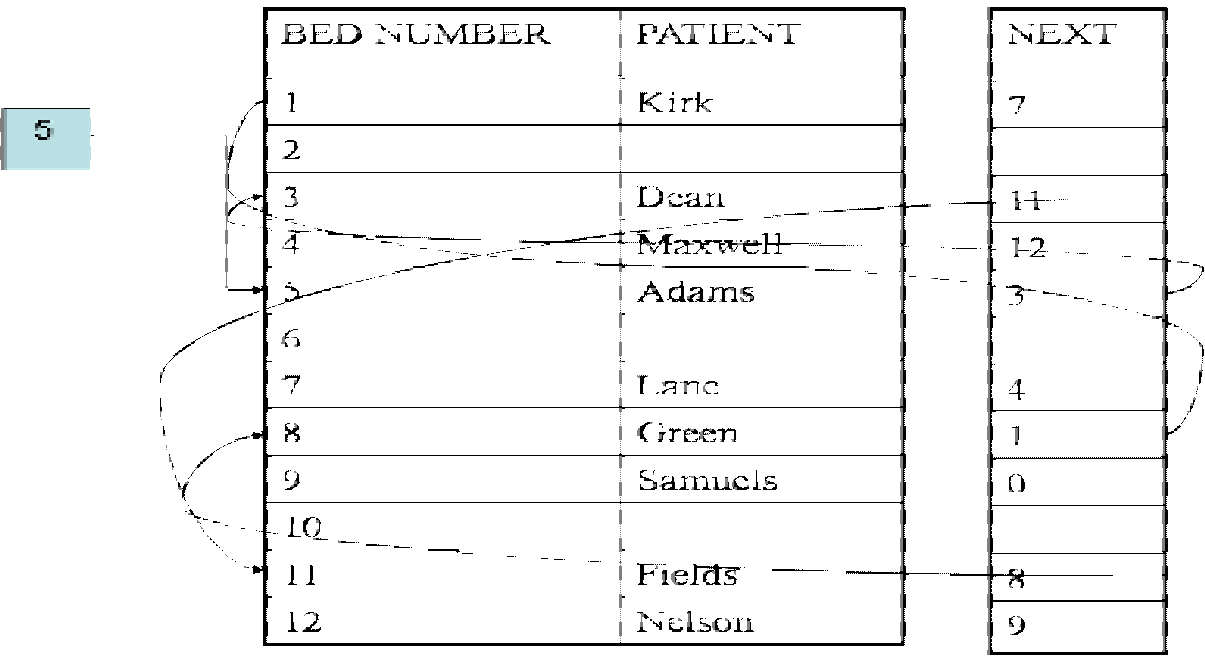 BED NUMBER PATIENT NEXT
1 Kirk 7
5
2
3 Dean 11
4 Maxwell 12
5 Adams 3
6
7 Lane 4
8 Green 1
9 Samuels 0
10
11 Fields 8
12 Nelson 9